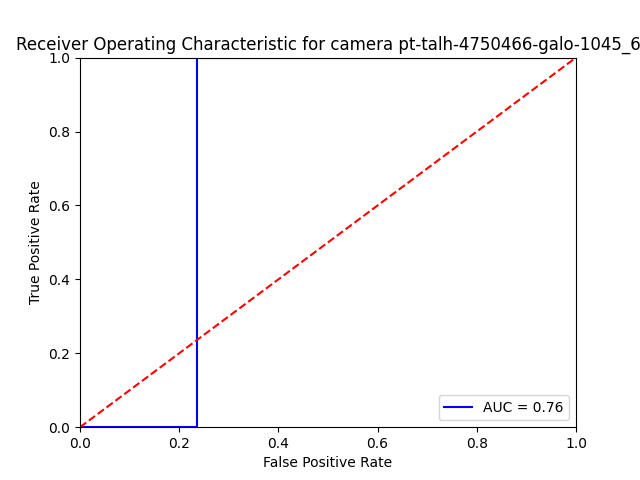 Receiver Operating Characteristic for camera pt-talh-4750466-galo-1045_6
1.0
0.8
0.6
0.4
0.2
0.0
True Positive Rate
AUC = 0.76
0.0 0.2 0.4 0.6 0.8 1.0
False Positive Rate